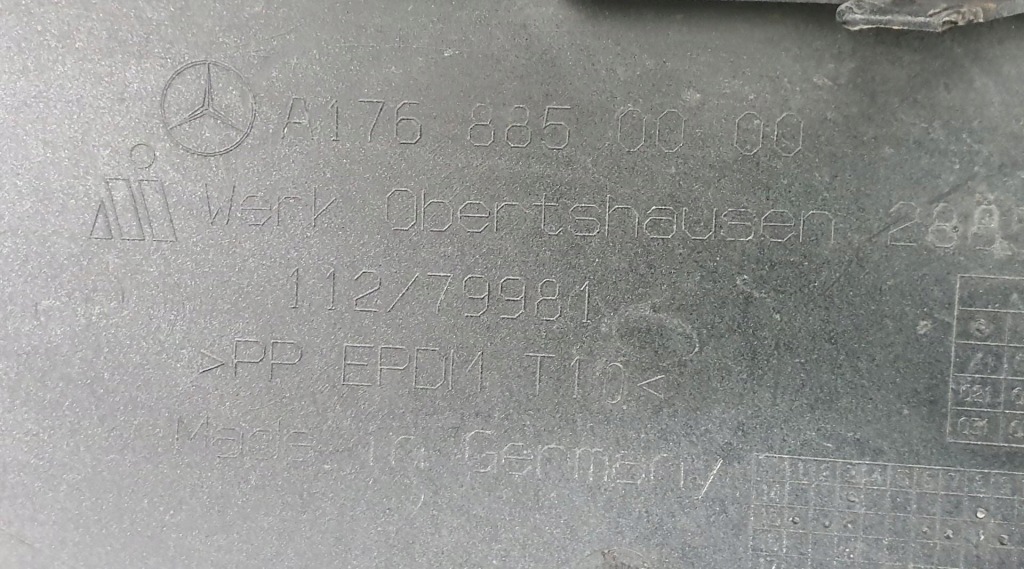 A176 885 00 00
Werk Obertshausen
112/79981
>PP EPDM T10<
Made in Germany